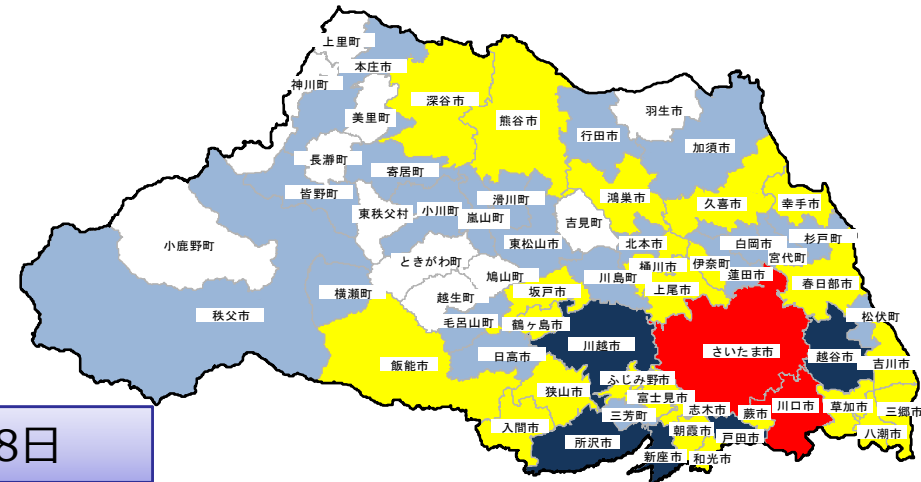 上里町
本庄市
神川町
深谷市
美里町
熊谷市
羽生市
行田市
加須市
長瀞町
寄居町
皆野町
滑川町
鴻巣市
久喜市
幸手市
東秩父村
小川町
嵐山町
吉見町
小鹿野町
東松山市
北本市
白岡市
杉戸町
宮代町
ときがわ町
鳩山町
川島町
桶川市
伊奈町
蓮田市
春日部市
横瀬町
坂戸市
上尾市
越生町
秩父市
毛呂山町
鶴ヶ島市
松伏町
川越市
さいたま市
越谷市
日高市
吉川市
飯能市
ふじみ野市
狭山市
富士見市
三芳町
志木市
蕨市
川口市
草加市
三郷市
入間市
朝霞市
戸田市
八潮市
所沢市
新座市
和光市
8日